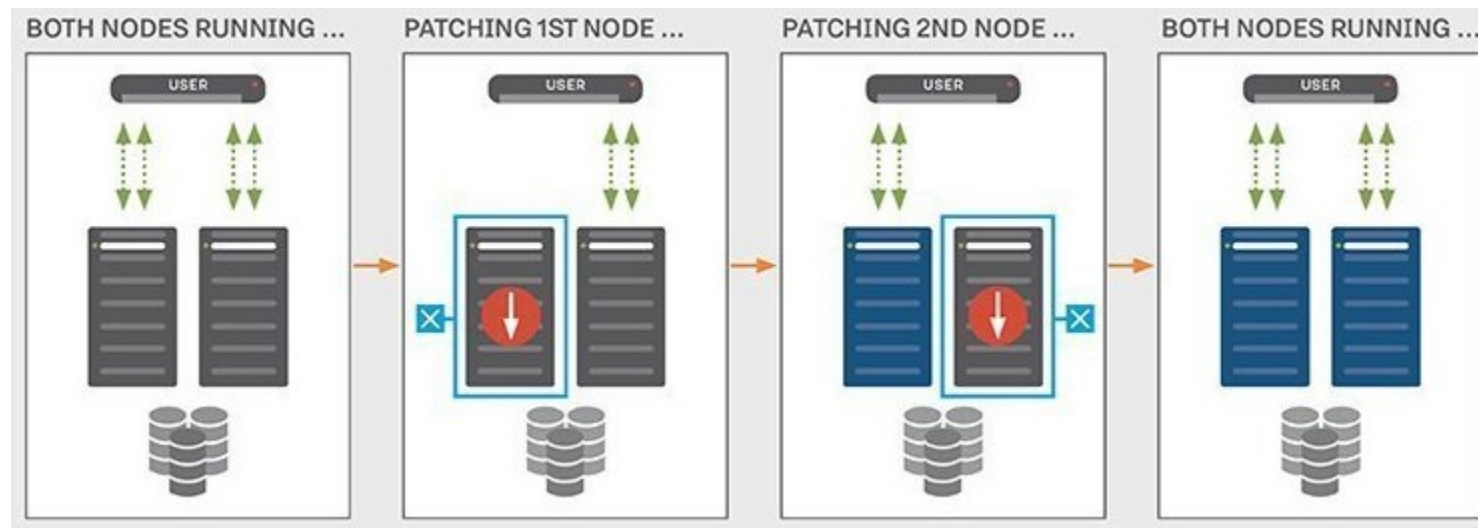 BOTH NODES RUNNING ...
PATCHING 1ST NODE ...
PATCHING 2ND NODE ...
BOTH NODES RUNNING ...
USER
USER
USER
USER